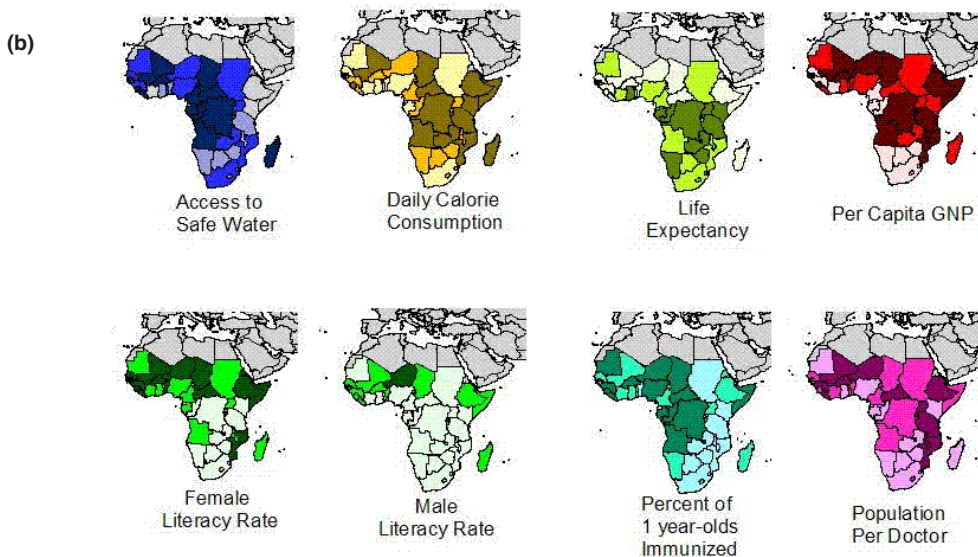 (b)
Access to
Safe Water
Daily Calorie
Consumption
Life
Expectancy
Per Capita GNP
Female
Literacy Rate
Male
Literacy Rate
Percent of
1 year-olds
Immunized
Population
Per Doctor